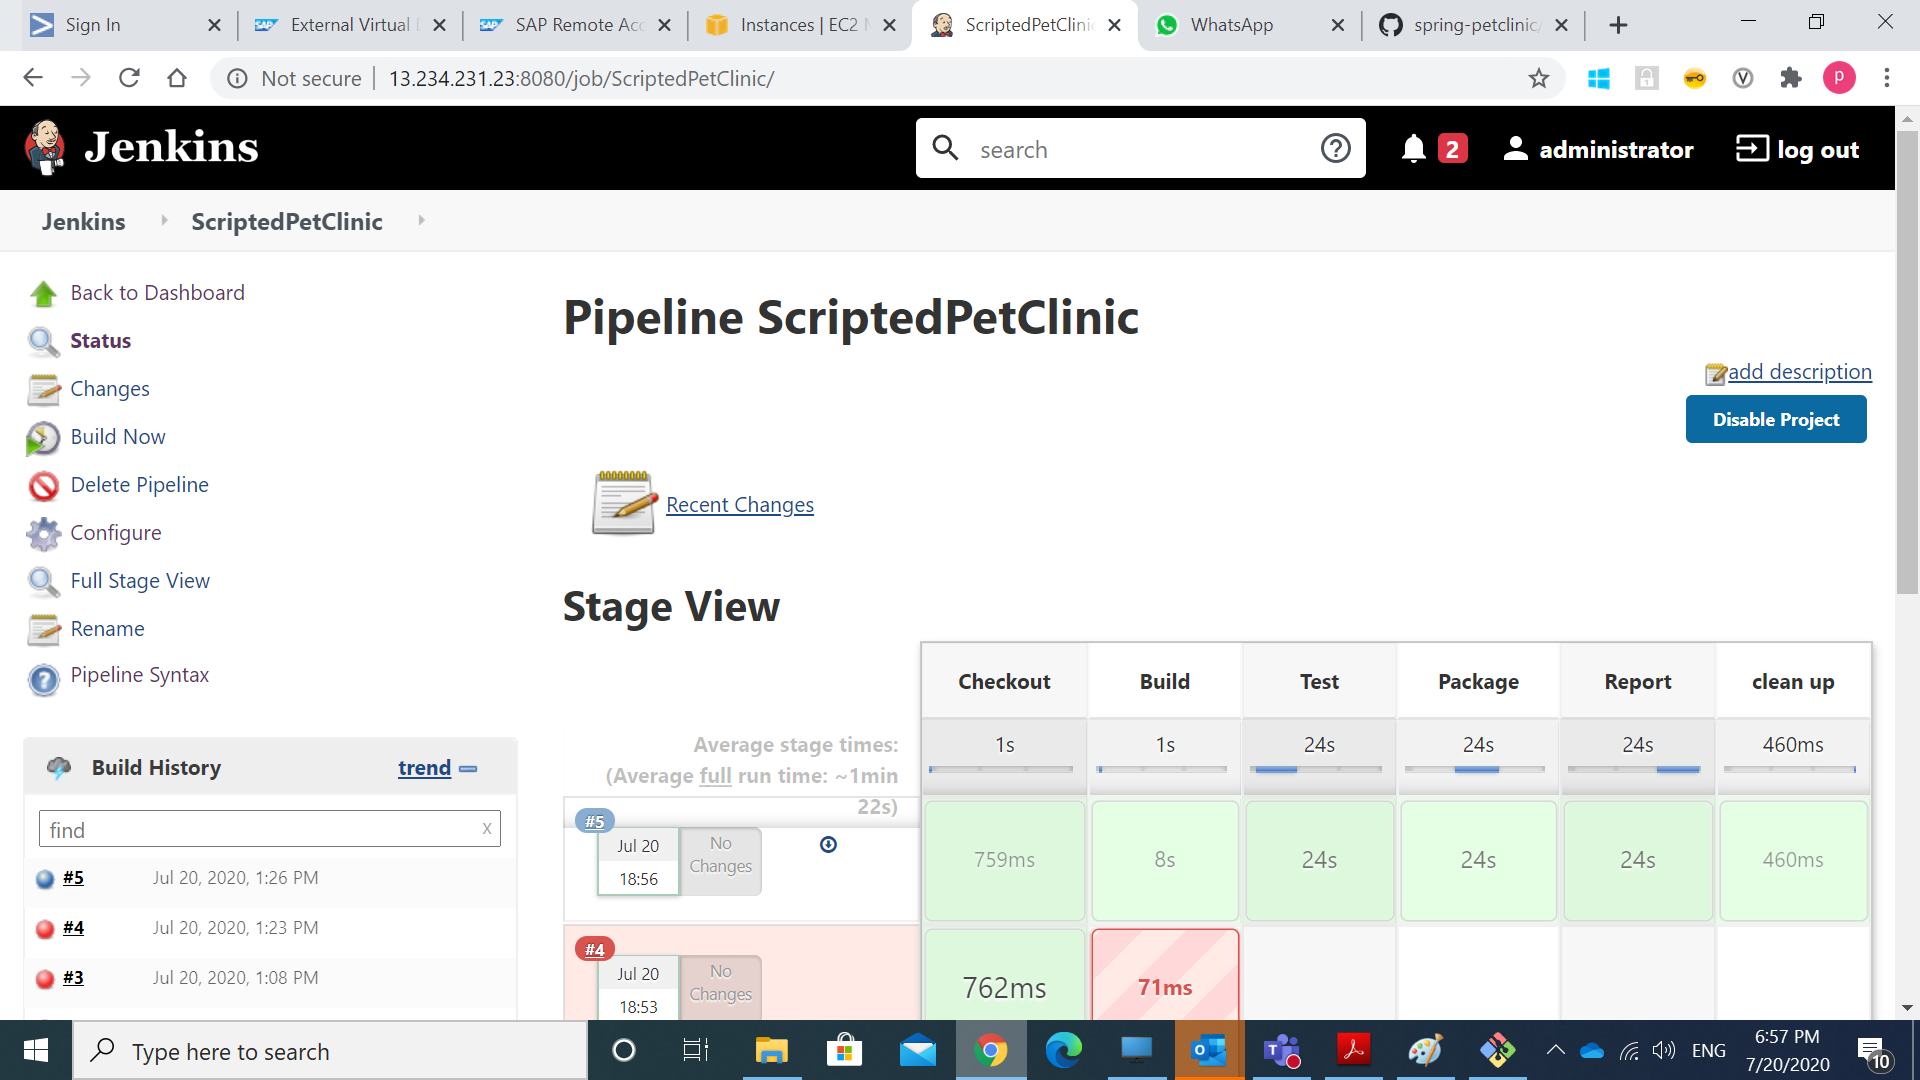 Sign In
External Virtual
SAP Remote Acc
Instances | EC2
ScriptedPetClinic
WhatsApp
spring-petclinic/
Not secure
13.234.231.23:8080/job/ScriptedPetClinic/
p
Jenkins
search
2
administrator
log out
Jenkins
ScriptedPetClinic
Back to Dashboard
Status
Changes
Build Now
Delete Pipeline
Configure
Full Stage View
Rename
Pipeline Syntax
Build History
trend
find
x
#5 Jul 20, 2020, 1:26 PM
#4 Jul 20, 2020, 1:23 PM
#3 Jul 20, 2020, 1:08 PM
Pipeline ScriptedPetClinic
add description
Disable Project
Recent Changes
Stage View
Checkout Build Test Package Report clean up
Average stage times:
(Average full run time: ~1min
22s)
1s 1s 24s 24s 24s 460ms
#5
Jul 20
18:56
No
Changes
759ms 8s 24s 24s 24s 460ms
#4
Jul 20
18:53
No
Changes
762ms 71ms
Type here to search
ENG
6:57 PM
7/20/2020
10